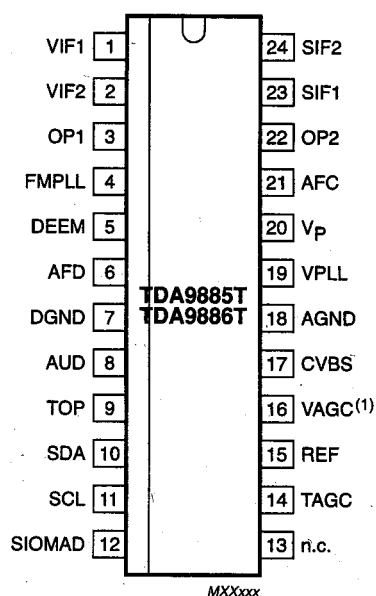 VIF1 1
VIF2 2
OP1 3
FMPLL 4
DEEM 5
AFD 6
DGND 7
AUD 8
TOP 9
SDA 10
SCL 11
SIOMAD 12
TDA9885T
TDA9886T
24 SIF2
23 SIF1
22 OP2
21 AFC
20 VP
19 VPLL
18 AGND
17 CVBS
16 VAGC(1)
15 REF
14 TAGC
13 n.c.
MXXxxx